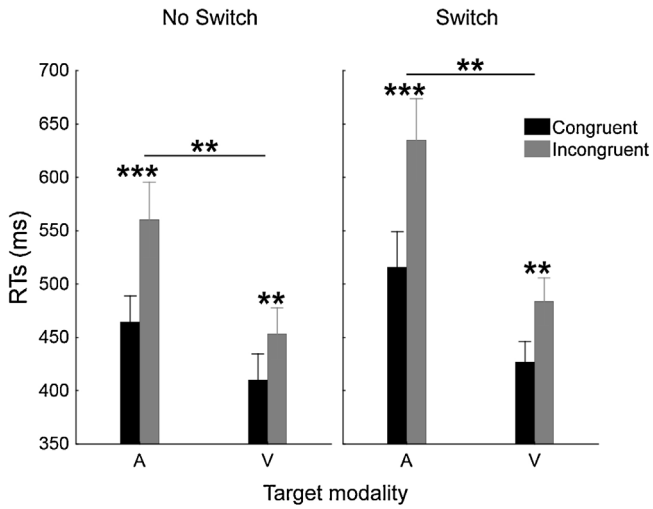 No Switch
Switch
700
650
600
550
500
450
400
350
RTs (ms)
***
**
**
***
**
**
Congruent
Incongruent
A
V
A
V
Target modality